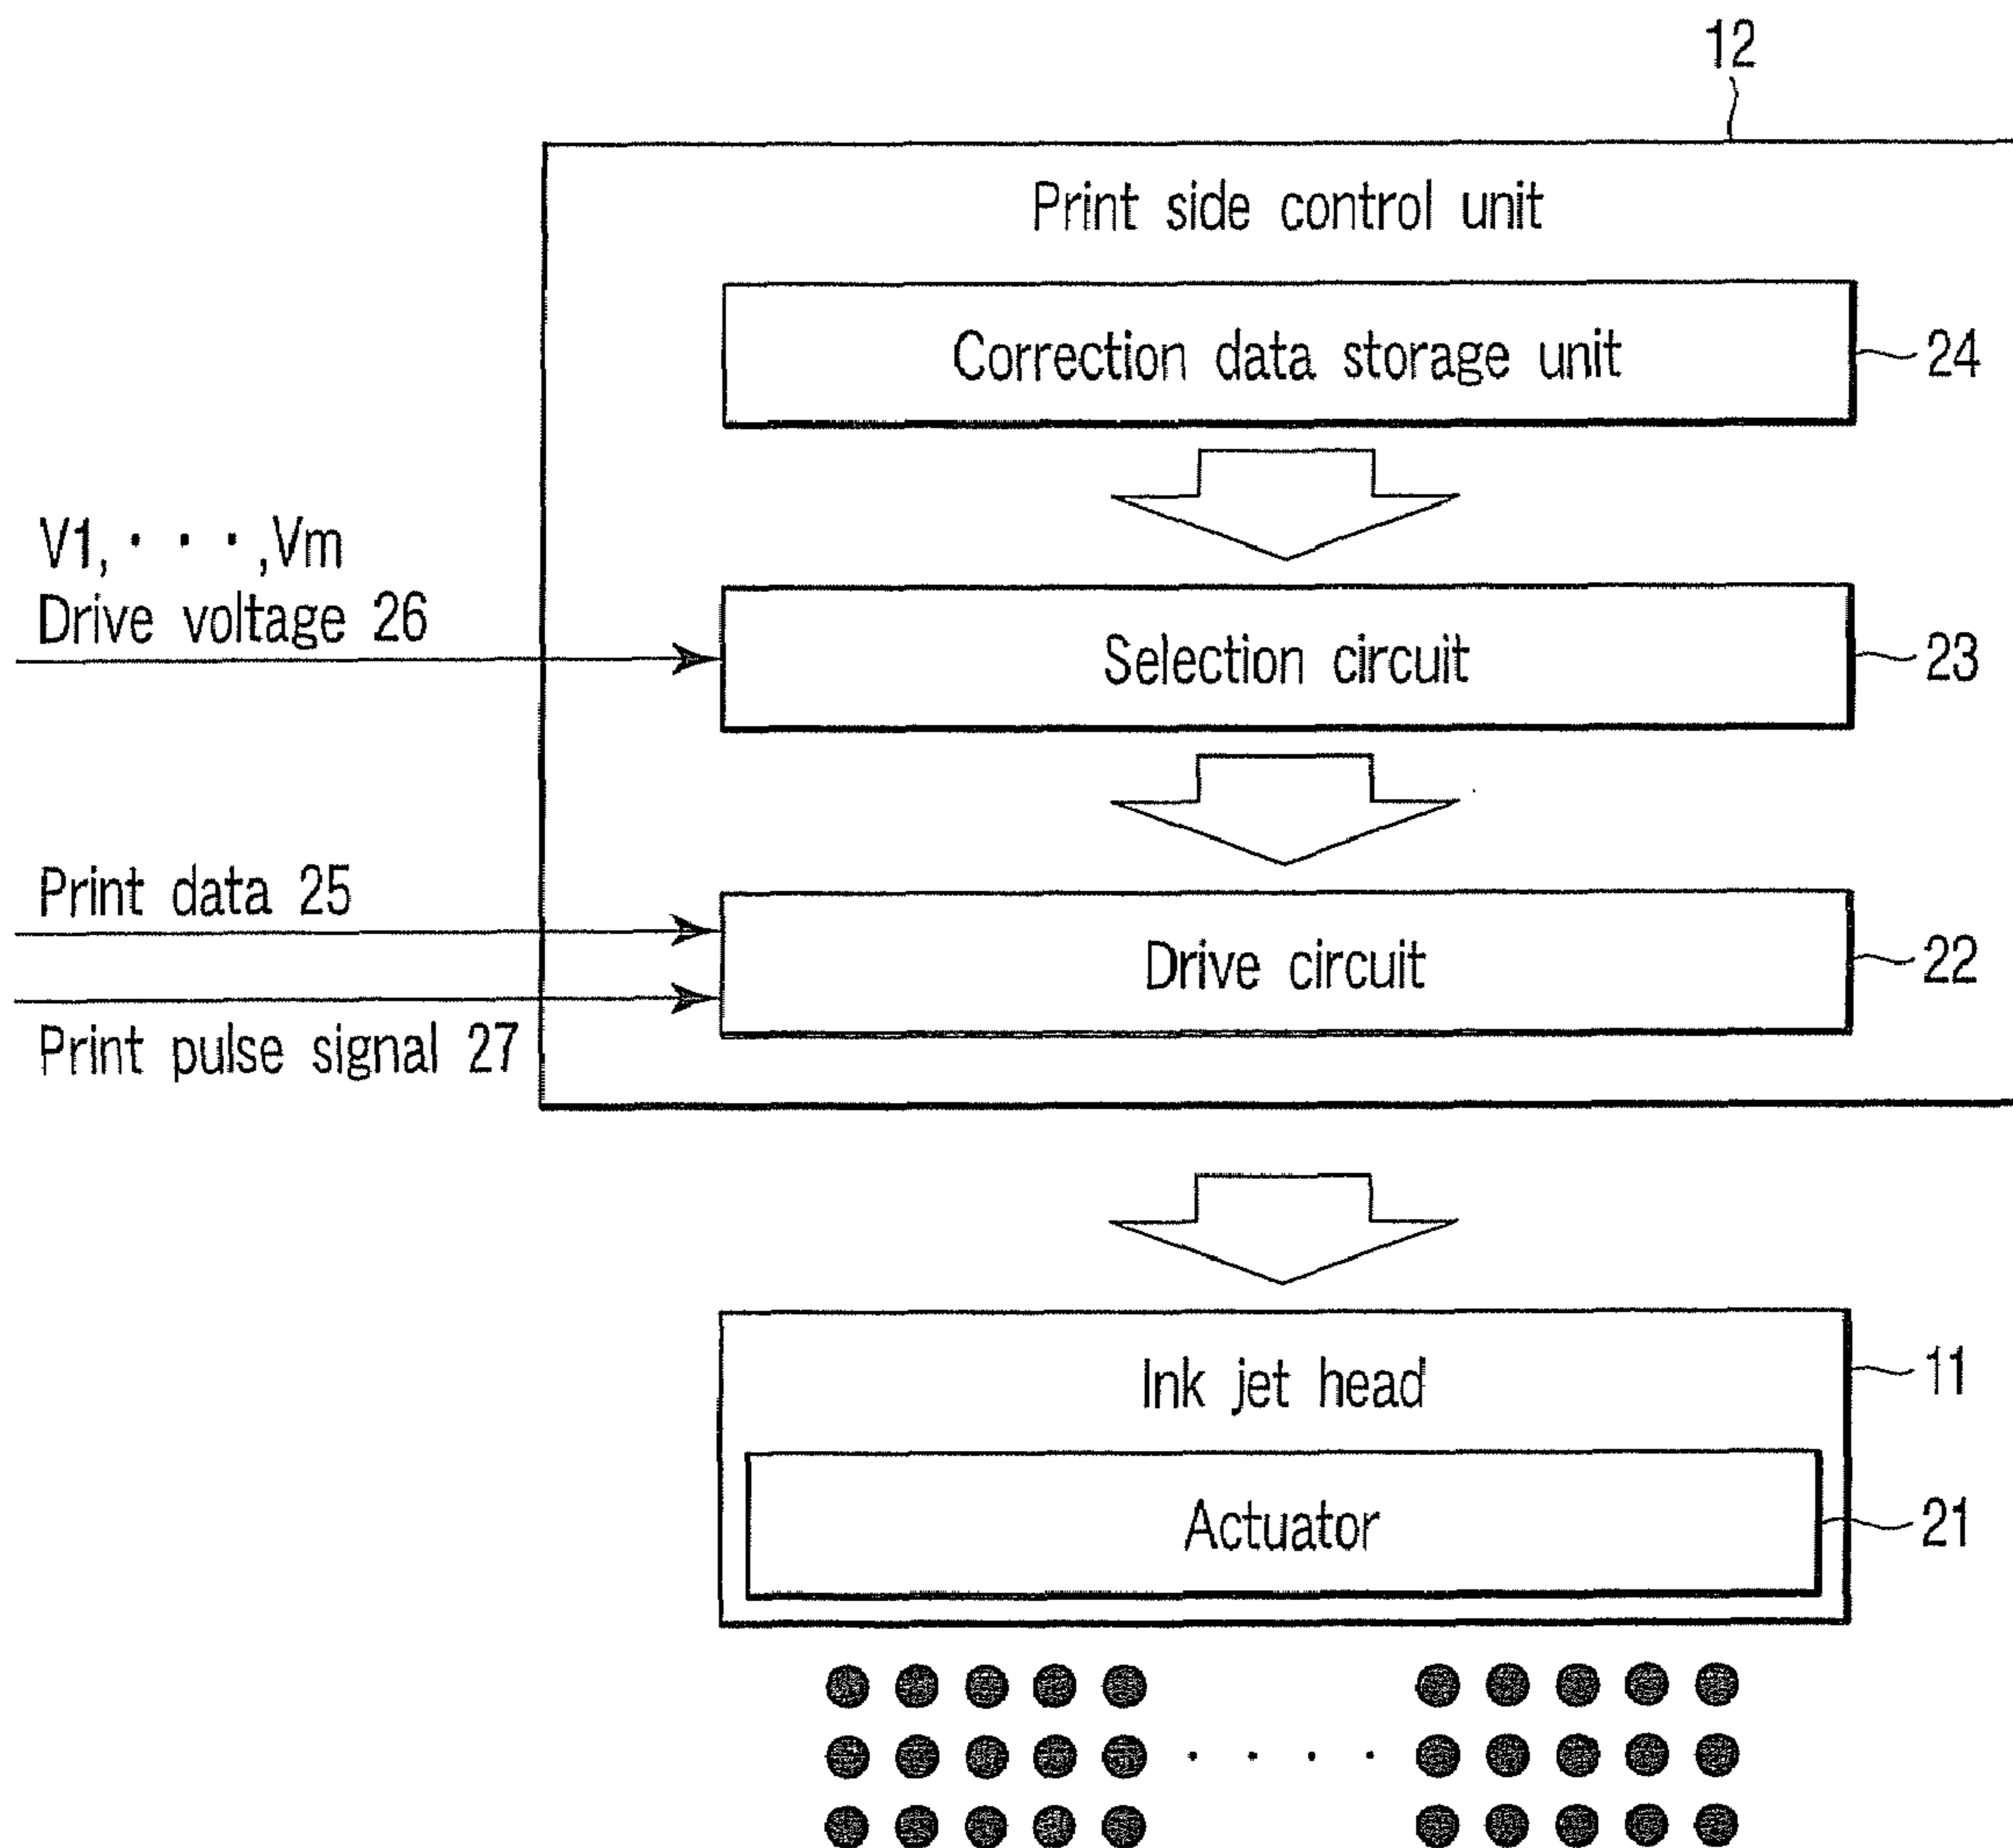 12
Print side control unit
Correction data storage unit
24
V1, · · · ,Vm
Drive voltage 26
Selection circuit
23
Print data 25
Drive circuit
22
Print pulse signal 27
Ink jet head
11
Actuator
21